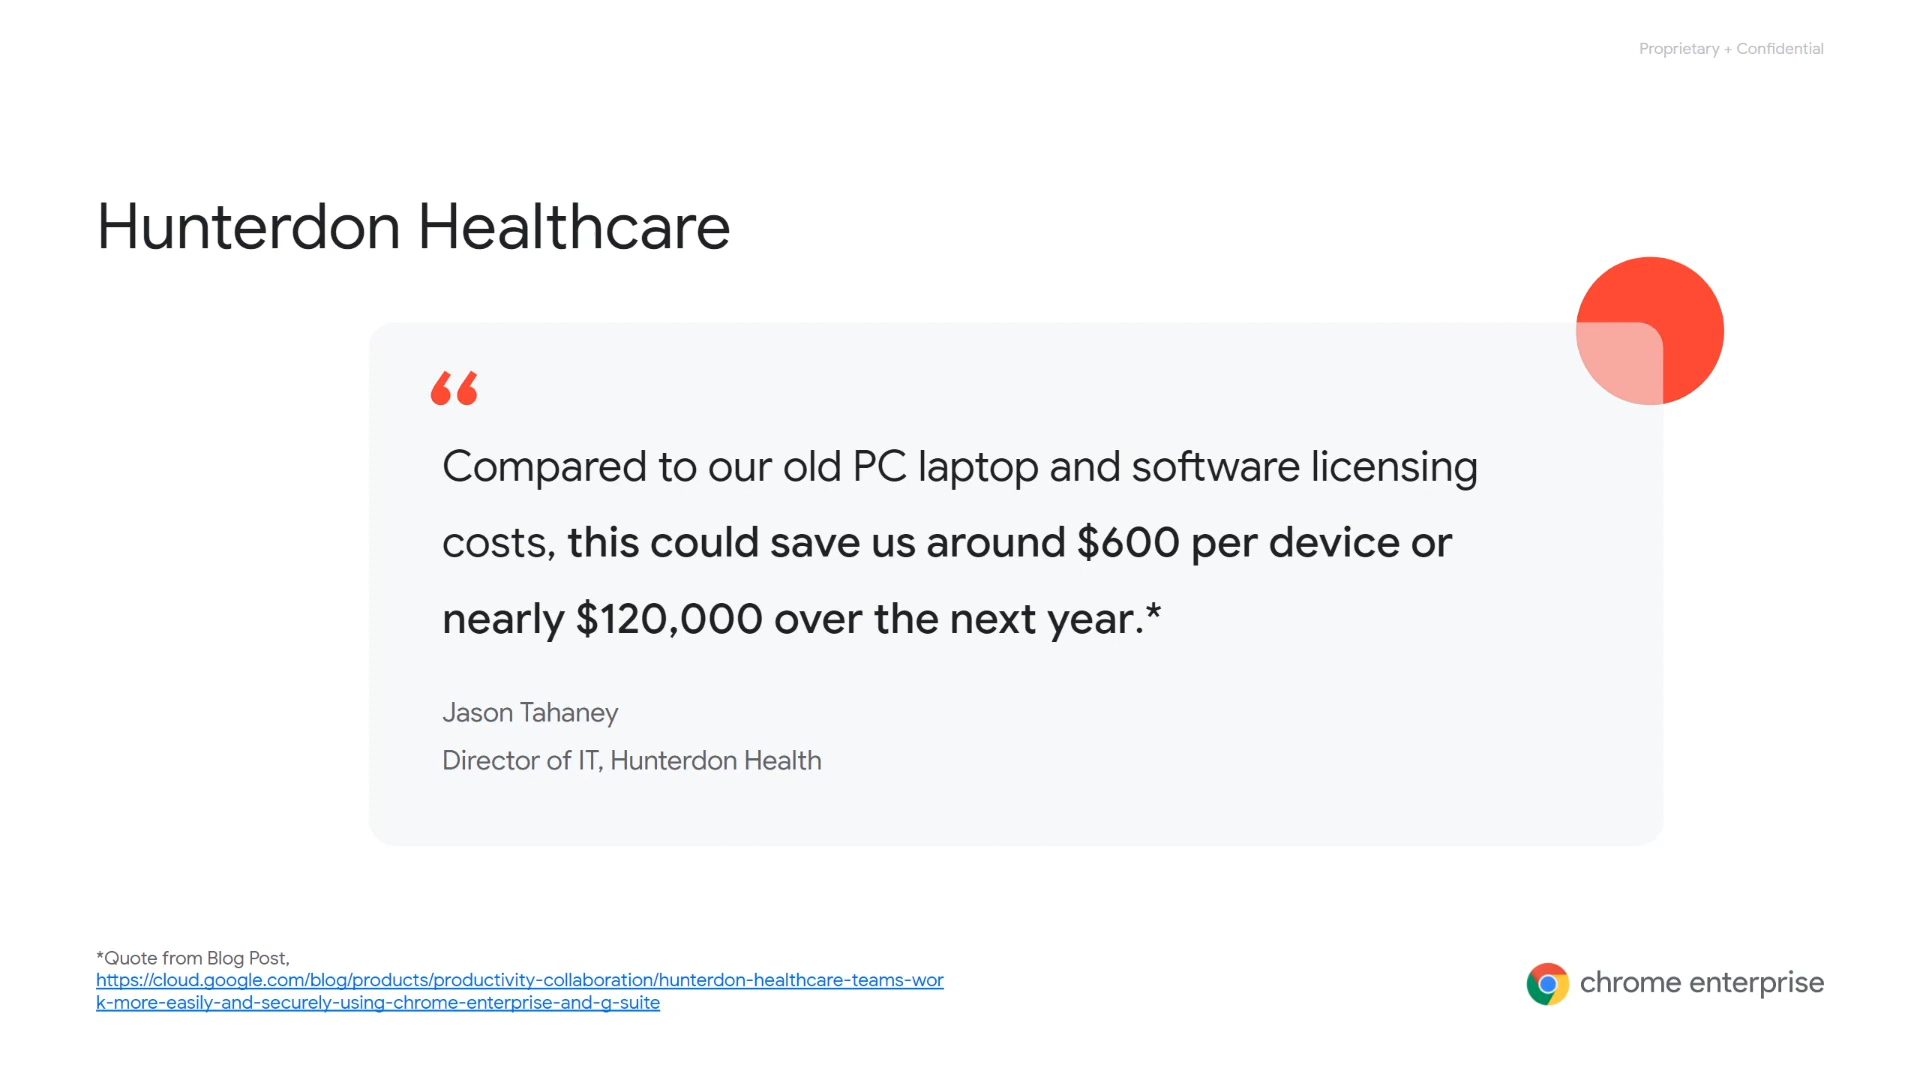 Proprietary + Confidential
Hunterdon Healthcare
“
Compared to our old PC laptop and software licensing
costs, this could save us around $600 per device or
nearly $120,000 over the next year.*
Jason Tahaney
Director of IT, Hunterdon Health
*Quote from Blog Post,
https://cloud.google.com/blog/products/productivity-collaboration/hunterdon-healthcare-teams-wor
k-more-easily-and-securely-using-chrome-enterprise-and-g-suite
chrome enterprise